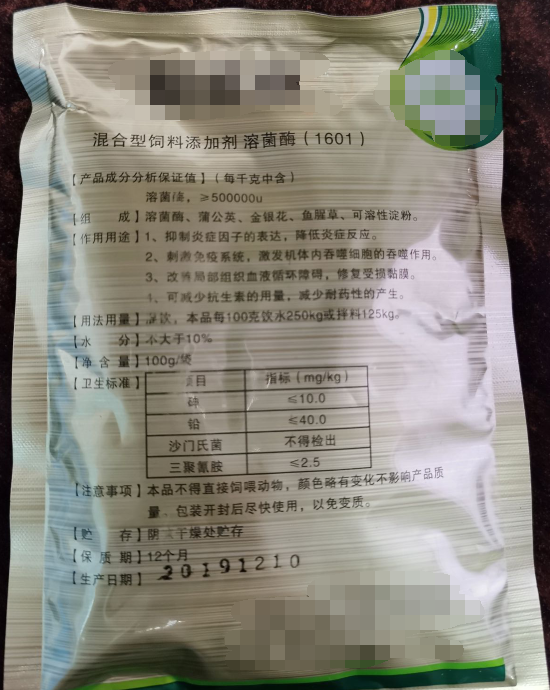 混合型饲料添加剂 溶菌酶（1601）
【产品成分分析保证值】（每千克中含）
溶菌酶，≥500000u
【组 成】溶菌酶、蒲公英、金银花、鱼腥草、可溶性淀粉。
【作用用途】1、抑制炎症因子的表达，降低炎症反应。
2、刺激免疫系统，激发机体内吞噬细胞的吞噬作用。
3、改善局部组织血液循环障碍，修复受损黏膜。
4、可减少抗生素的用量，减少耐药性的产生。
【用法用量】混饮，本品每100克饮水250kg或拌料125kg。
【水 分】不大于10%
【净 含 量】100g/袋
【卫生标准】 项目 指标（mg/kg）
砷 ≤10.0
铅 ≤40.0
沙门氏菌 不得检出
三聚氰胺 ≤2.5
【注意事项】本品不得直接饲喂动物，颜色略有变化不影响产品质
量。包装开封后尽快使用，以免变质。
【贮 存】阴 干燥处贮存
【保 质 期】12个月
【生产日期】20191210